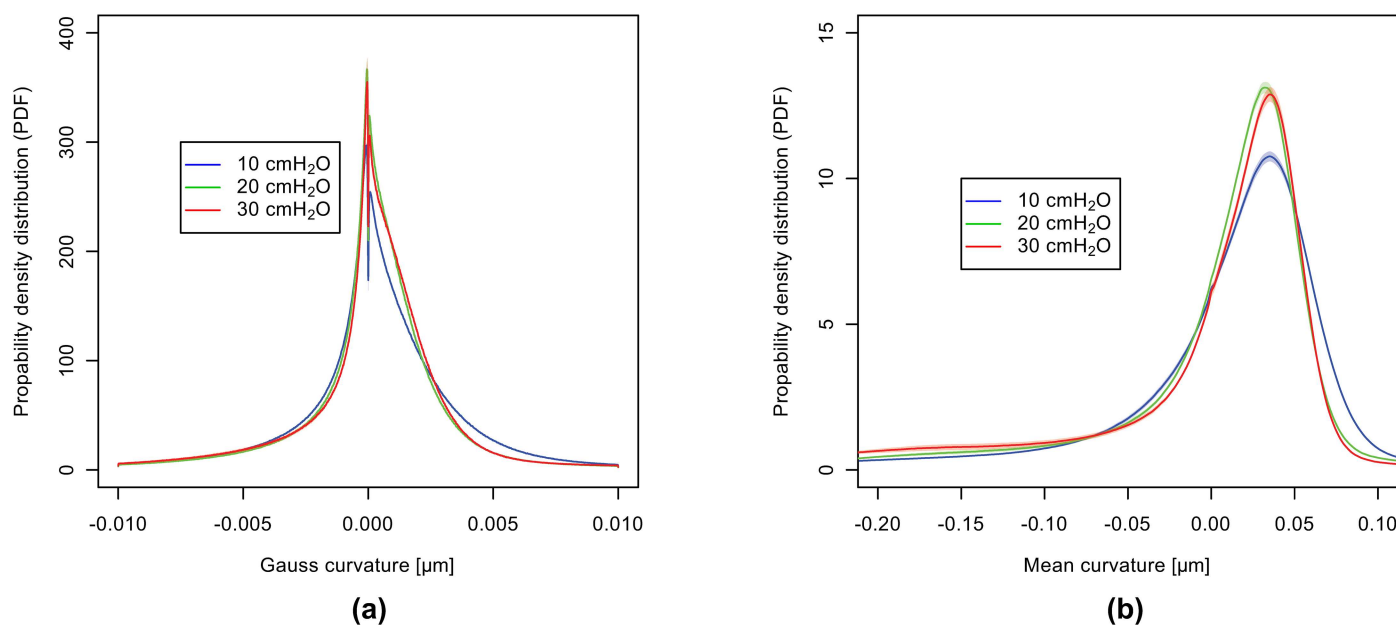 400
300
200
100
0
Propability density distribution (PDF)
10 cmH₂O
20 cmH₂O
30 cmH₂O
-0.010
-0.005
0.000
0.005
0.010
Gauss curvature [µm]
(a)
15
10
5
0
Propability density distribution (PDF)
10 cmH₂O
20 cmH₂O
30 cmH₂O
-0.20
-0.15
-0.10
-0.05
0.00
0.05
0.10
Mean curvature [µm]
(b)